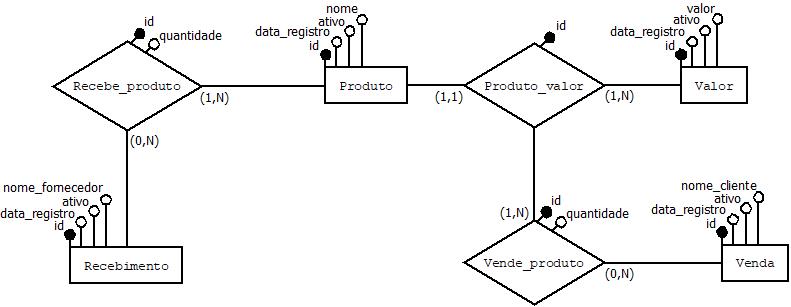 id
quantidade
Recebe_produto
(1,N)
(0,N)
nome
ativo
data_registro
id
Produto
(1,1)
id
Produto_valor
(1,N)
valor
ativo
data_registro
id
Valor
nome_fornecedor
ativo
data_registro
id
Recebimento
(1,N)
id
quantidade
Vende_produto
(0,N)
nome_cliente
ativo
data_registro
id
Venda